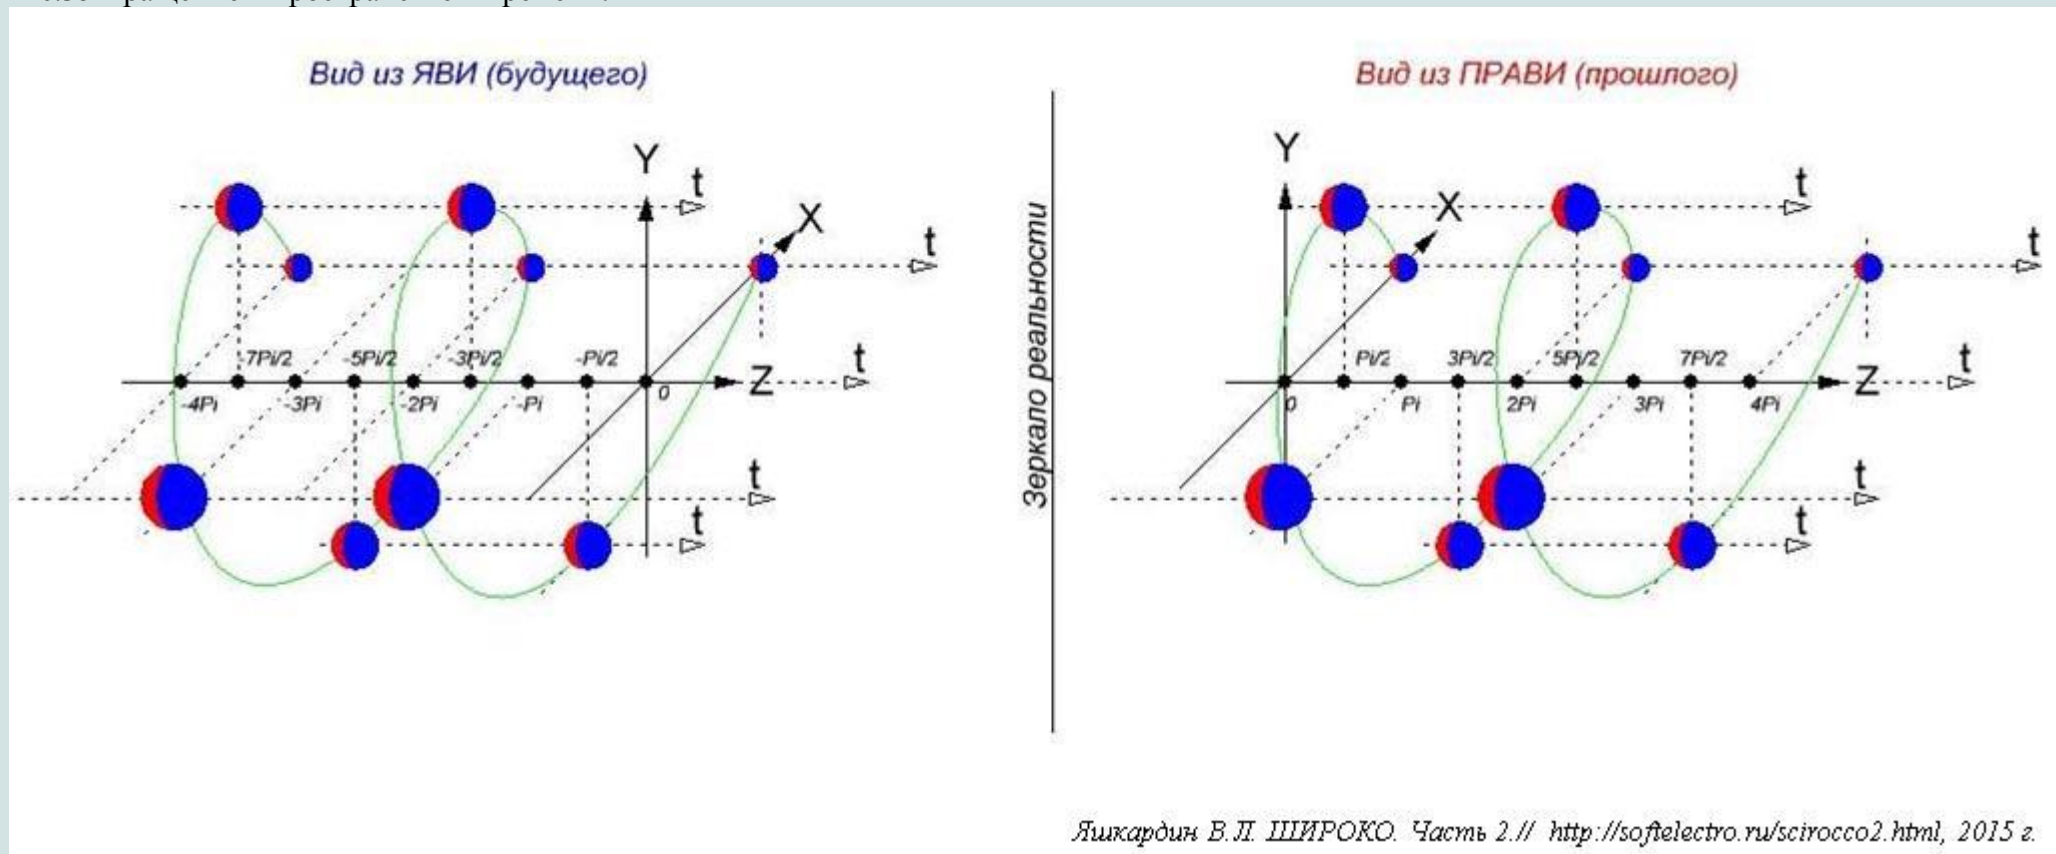 Вид из ЯВИ (будущего)
Вид из ПРАВИ (прошлого)
Y
t
X
t
-7Pi/2
-5Pi/2
-3Pi/2
-Pi/2
t
Z
-4Pi
-3Pi
-2Pi
-Pi
0
t
t
Зеркало реальности
Y
t
X
t
Pi/2
3Pi/2
5Pi/2
7Pi/2
t
Z
0
Pi
2Pi
3Pi
4Pi
t
t
Яшкардин В.Л. ШИРОКО. Часть 2.// http://softelectro.ru/scirocco2.html, 2015 г.